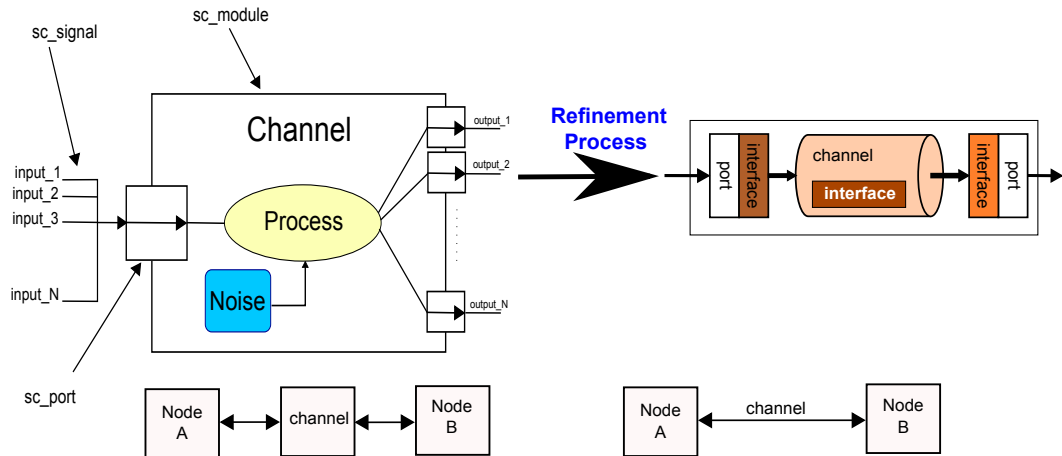 sc_signal
sc_module
Channel
input_1
input_2
input_3
input_N
Process
Noise
output_1
output_2
output_N
sc_port
Refinement
Process
port
interface
channel
interface
interface
port
Node
A
channel
Node
B
Node
A
channel
Node
B